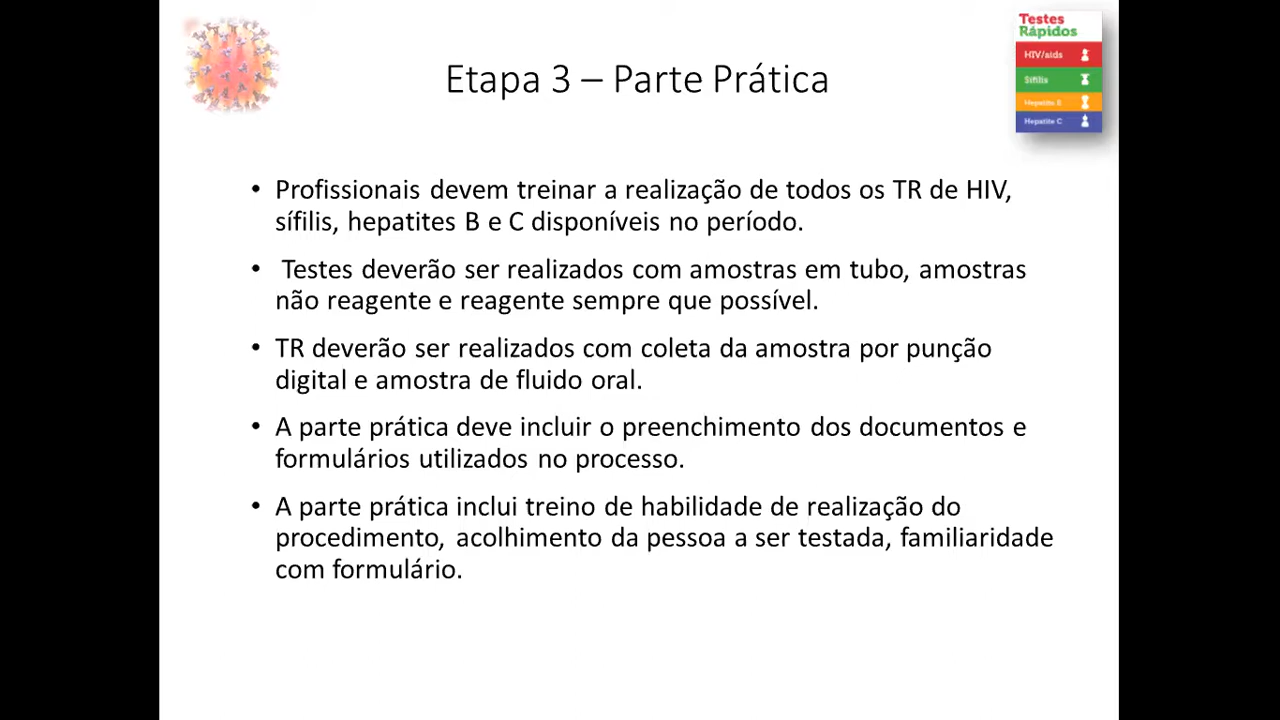 Etapa 3 – Parte Prática
Testes
Rápidos
HIV/aids
Sífilis
Hepatite B
Hepatite C
• Profissionais devem treinar a realização de todos os TR de HIV,
sífilis, hepatites B e C disponíveis no período.
• Testes deverão ser realizados com amostras em tubo, amostras
não reagente e reagente sempre que possível.
• TR deverão ser realizados com coleta da amostra por punção
digital e amostra de fluido oral.
• A parte prática deve incluir o preenchimento dos documentos e
formulários utilizados no processo.
• A parte prática inclui treino de habilidade de realização do
procedimento, acolhimento da pessoa a ser testada, familiaridade
com formulário.